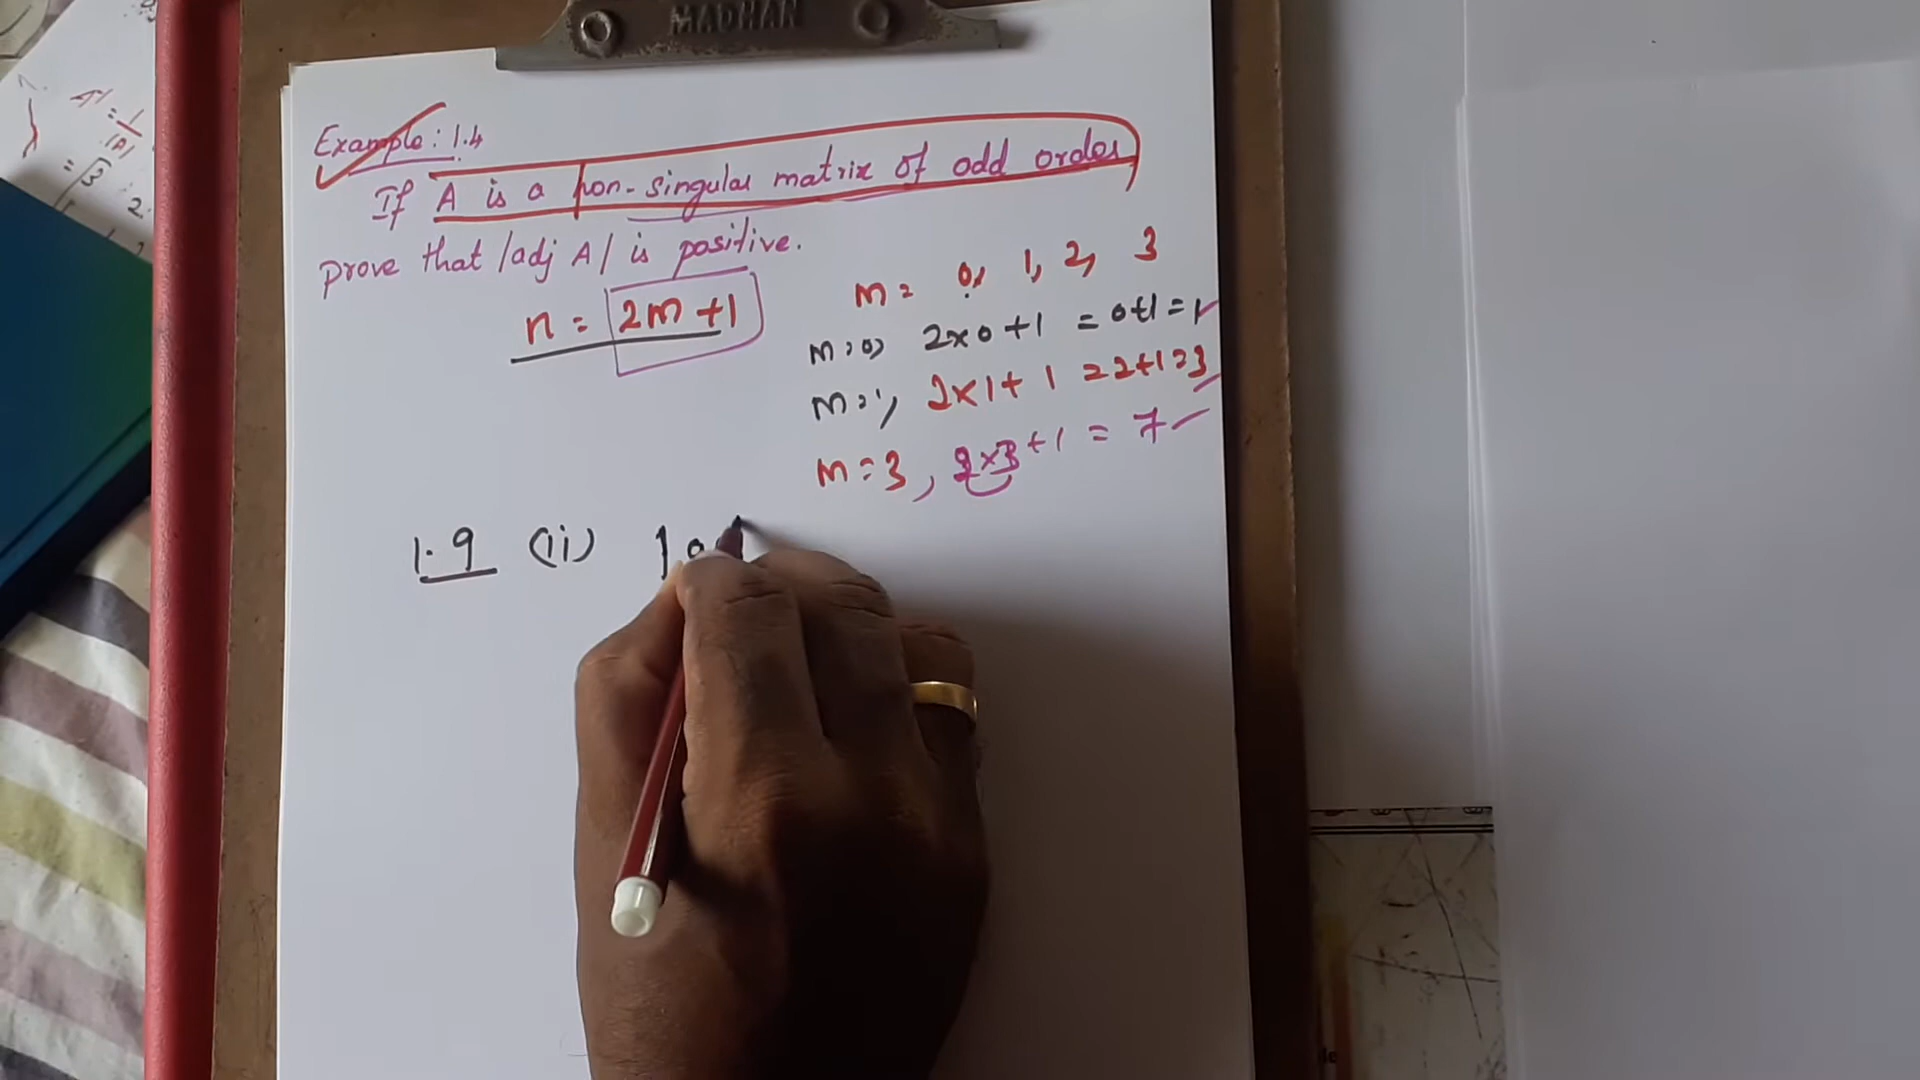 MADHAN
Example: 1.4
If A is a non-singular matrix of odd order
prove that |adj A| is positive.
n = 2m+1
m = 0, 1, 2, 3
m=0, 2×0+1 = 0+1 = 1
m=1, 2×1+1 = 2+1=3
m=3, 2×3+1 = 7
1.9 (ii) |ad